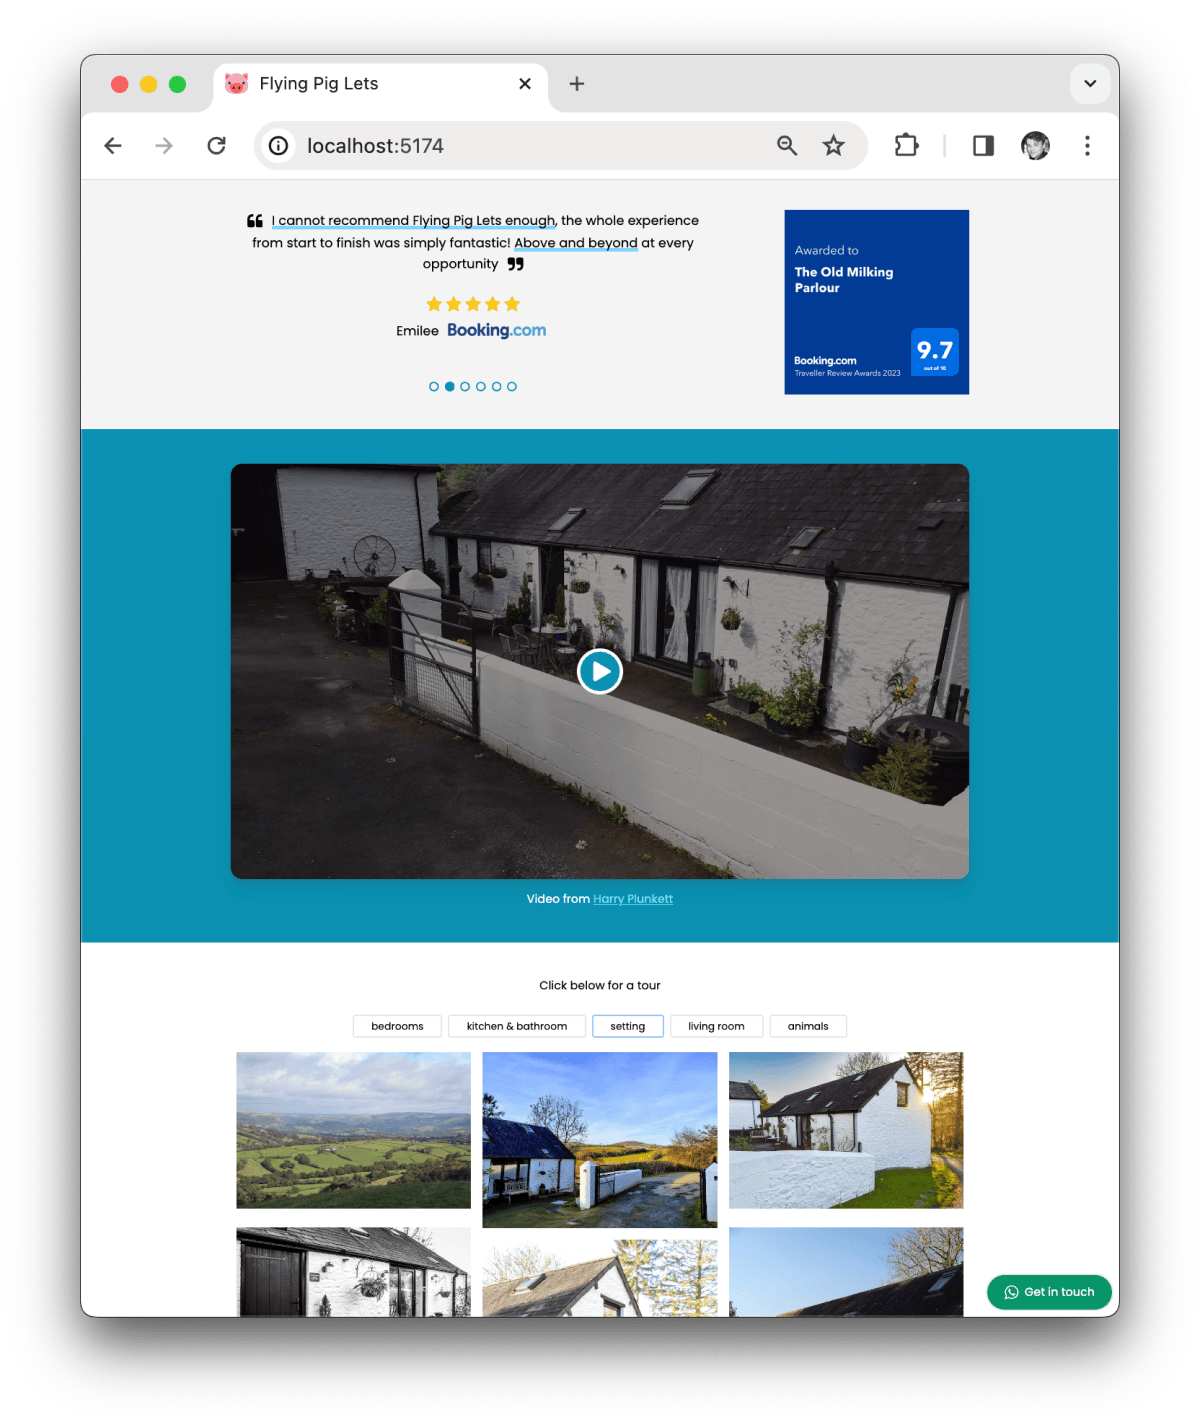 Flying Pig Lets
localhost:5174
“ I cannot recommend Flying Pig Lets enough, the whole experience
from start to finish was simply fantastic! Above and beyond at every
opportunity ”
Emilee Booking.com
Awarded to
The Old Milking
Parlour
9.7
out of 10
Booking.com
Traveller Review Awards 2023
Video from Harry Plunkett
Click below for a tour
bedrooms
kitchen & bathroom
setting
living room
animals
Get in touch